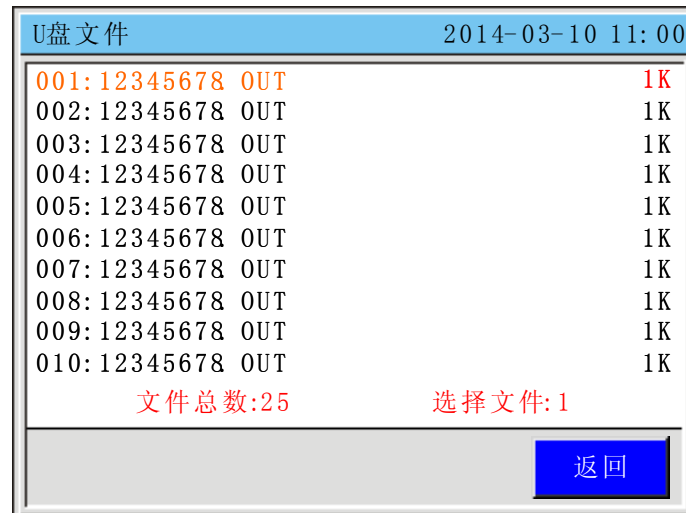 U盘文件 2014-03-10 11:00
001:12345678.OUT 1K
002:12345678.OUT 1K
003:12345678.OUT 1K
004:12345678.OUT 1K
005:12345678.OUT 1K
006:12345678.OUT 1K
007:12345678.OUT 1K
008:12345678.OUT 1K
009:12345678.OUT 1K
010:12345678.OUT 1K
文件总数:25 选择文件:1
返回